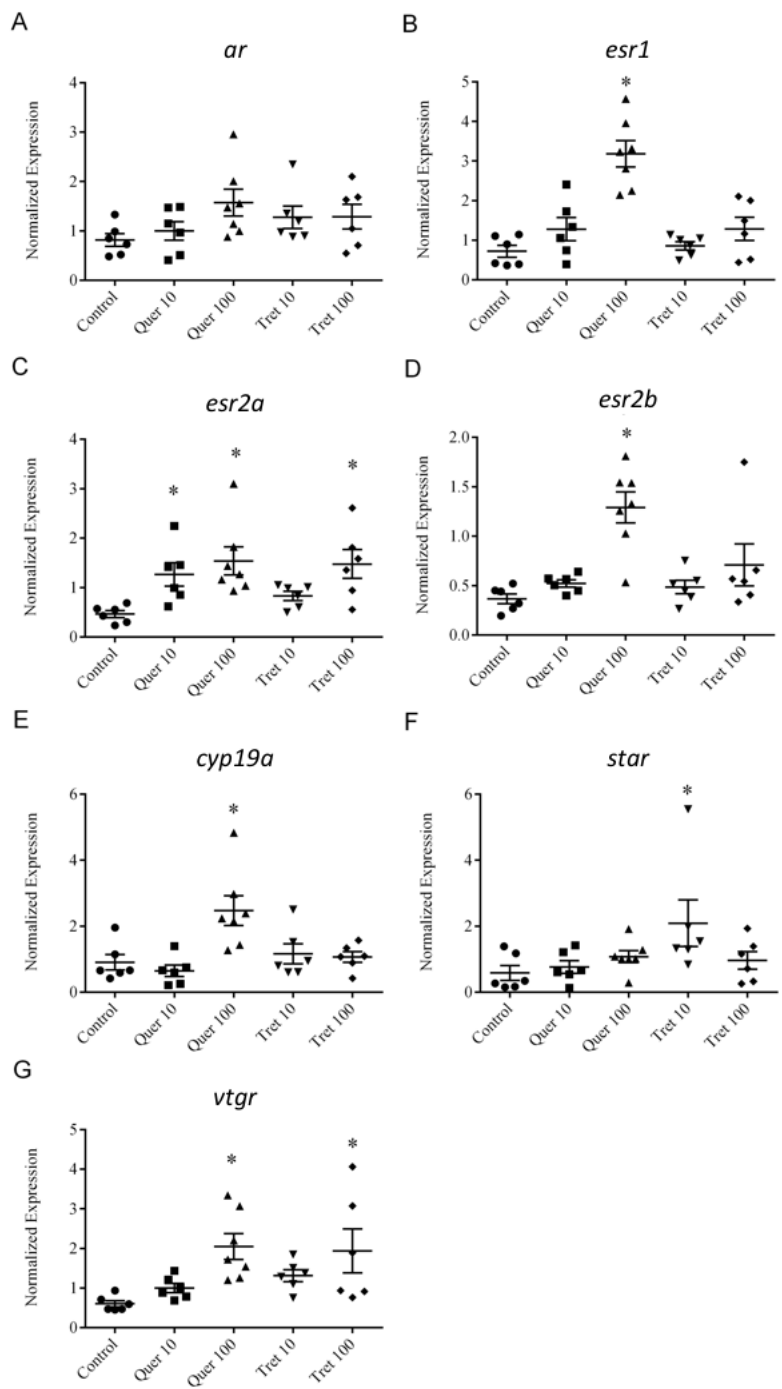 A
ar
Normalized Expression
4
3
2
1
0
Control
Quer 10
Quer 100
Tret 10
Tret 100
B
esr1
Normalized Expression
5
4
3
2
1
0
*
Control
Quer 10
Quer 100
Tret 10
Tret 100
C
esr2a
Normalized Expression
4
3
2
1
0
* * *
Control
Quer 10
Quer 100
Tret 10
Tret 100
D
esr2b
Normalized Expression
2.0
1.5
1.0
0.5
0.0
*
Control
Quer 10
Quer 100
Tret 10
Tret 100
E
cyp19a
Normalized Expression
6
4
2
0
*
Control
Quer 10
Quer 100
Tret 10
Tret 100
F
star
Normalized Expression
6
4
2
0
*
Control
Quer 10
Quer 100
Tret 10
Tret 100
G
vtgr
Normalized Expression
5
4
3
2
1
0
* *
Control
Quer 10
Quer 100
Tret 10
Tret 100